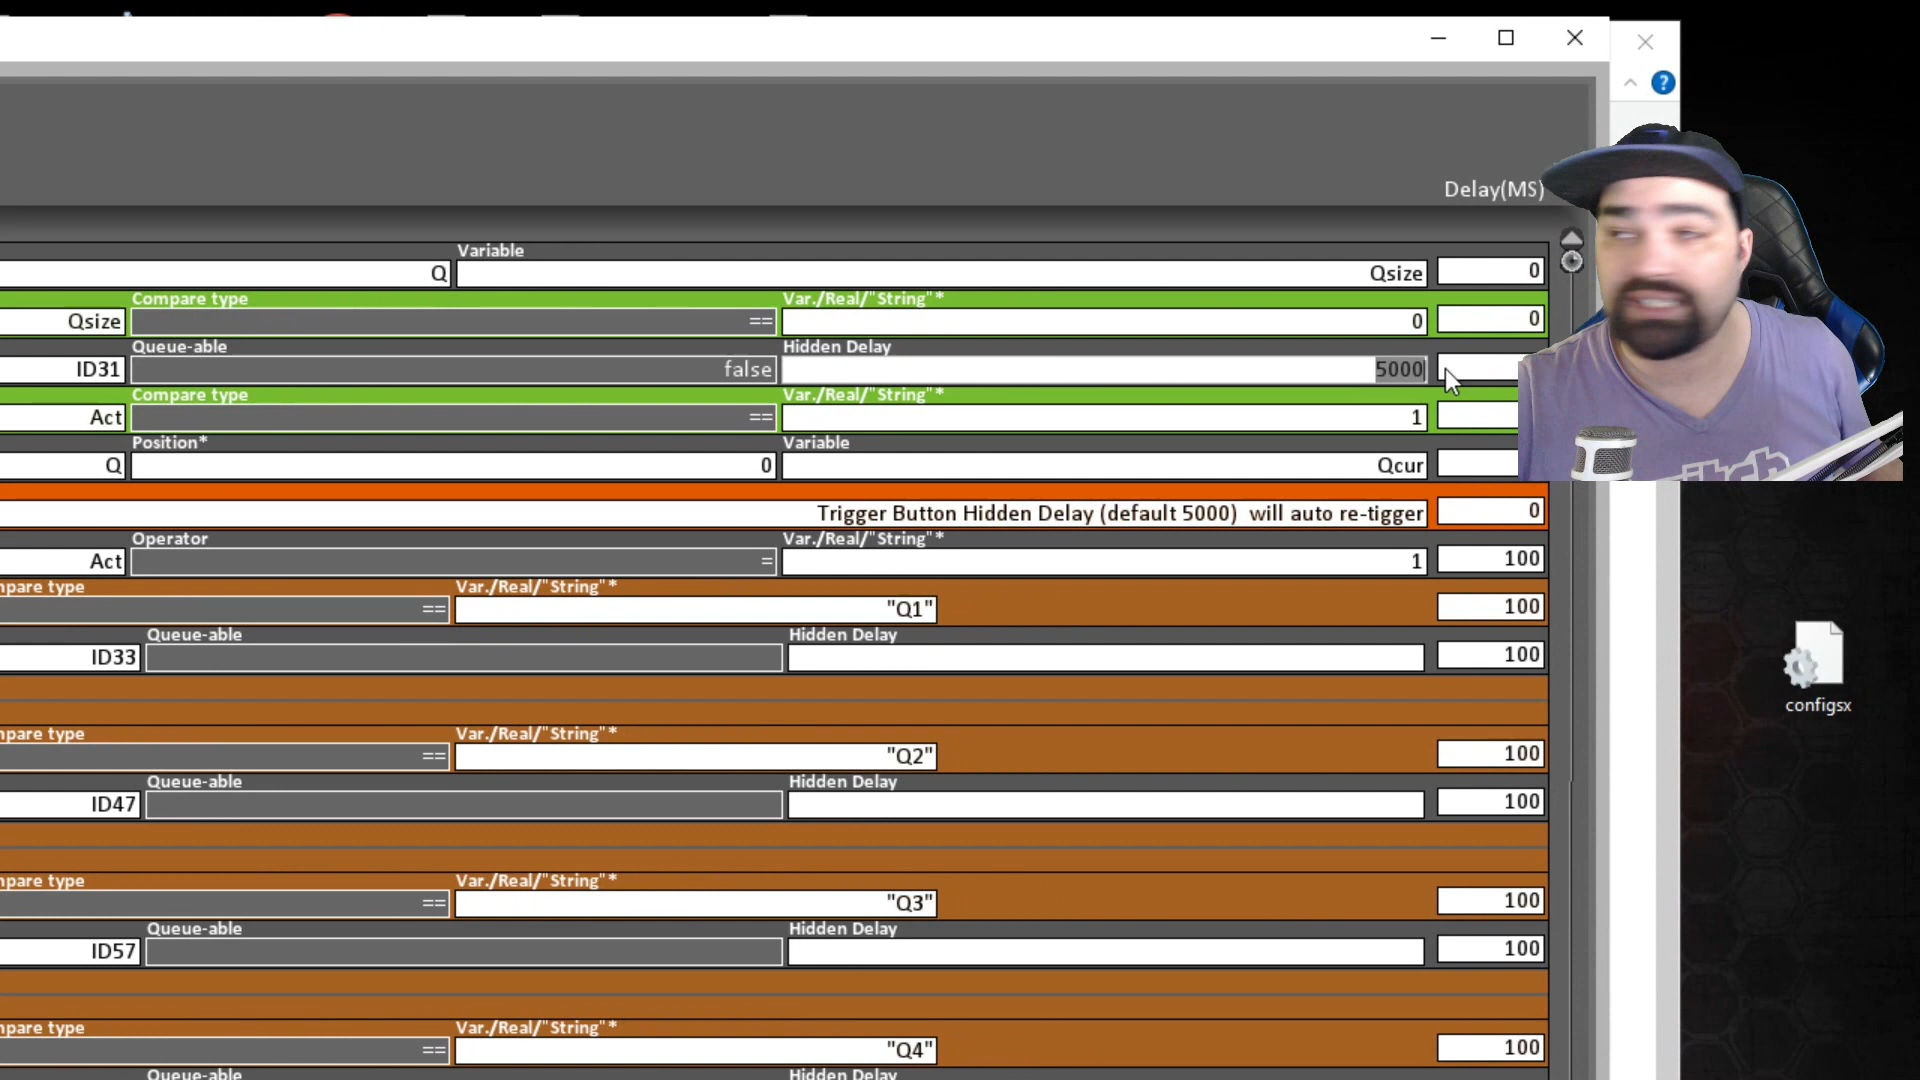 ?
Delay(MS)
Variable
Q Qsize 0
Compare type Var./Real/"String"*
Qsize == 0 0
Queue-able Hidden Delay
ID31 false 5000
Compare type Var./Real/"String"*
Act == 1
Position* Variable
Q 0 Qcur
Trigger Button Hidden Delay (default 5000) will auto re-tigger 0
Operator Var./Real/"String"*
Act = 1 100
pare type Var./Real/"String"*
== "Q1" 100
Queue-able Hidden Delay
ID33 100
pare type Var./Real/"String"*
== "Q2" 100
Queue-able Hidden Delay
ID47 100
pare type Var./Real/"String"*
== "Q3" 100
Queue-able Hidden Delay
ID57 100
pare type Var./Real/"String"*
== "Q4" 100
Queue-able Hidden Delay
configsx